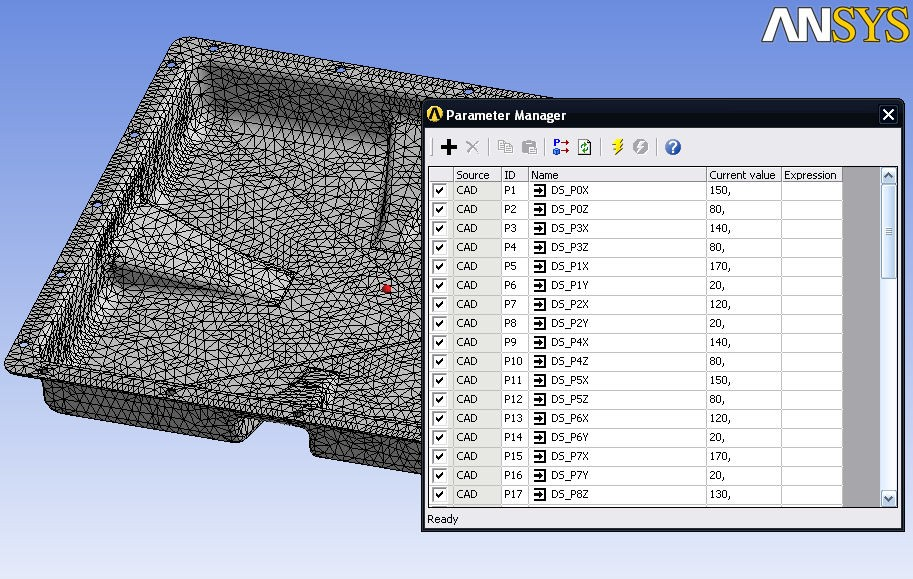 ANSYS
Parameter Manager
Source ID Name Current value Expression
CAD P1 DS_P0X 150,
CAD P2 DS_P0Z 80,
CAD P3 DS_P3X 140,
CAD P4 DS_P3Z 80,
CAD P5 DS_P1X 170,
CAD P6 DS_P1Y 20,
CAD P7 DS_P2X 120,
CAD P8 DS_P2Y 20,
CAD P9 DS_P4X 140,
CAD P10 DS_P4Z 80,
CAD P11 DS_P5X 150,
CAD P12 DS_P5Z 80,
CAD P13 DS_P6X 120,
CAD P14 DS_P6Y 20,
CAD P15 DS_P7X 170,
CAD P16 DS_P7Y 20,
CAD P17 DS_P8Z 130,
Ready